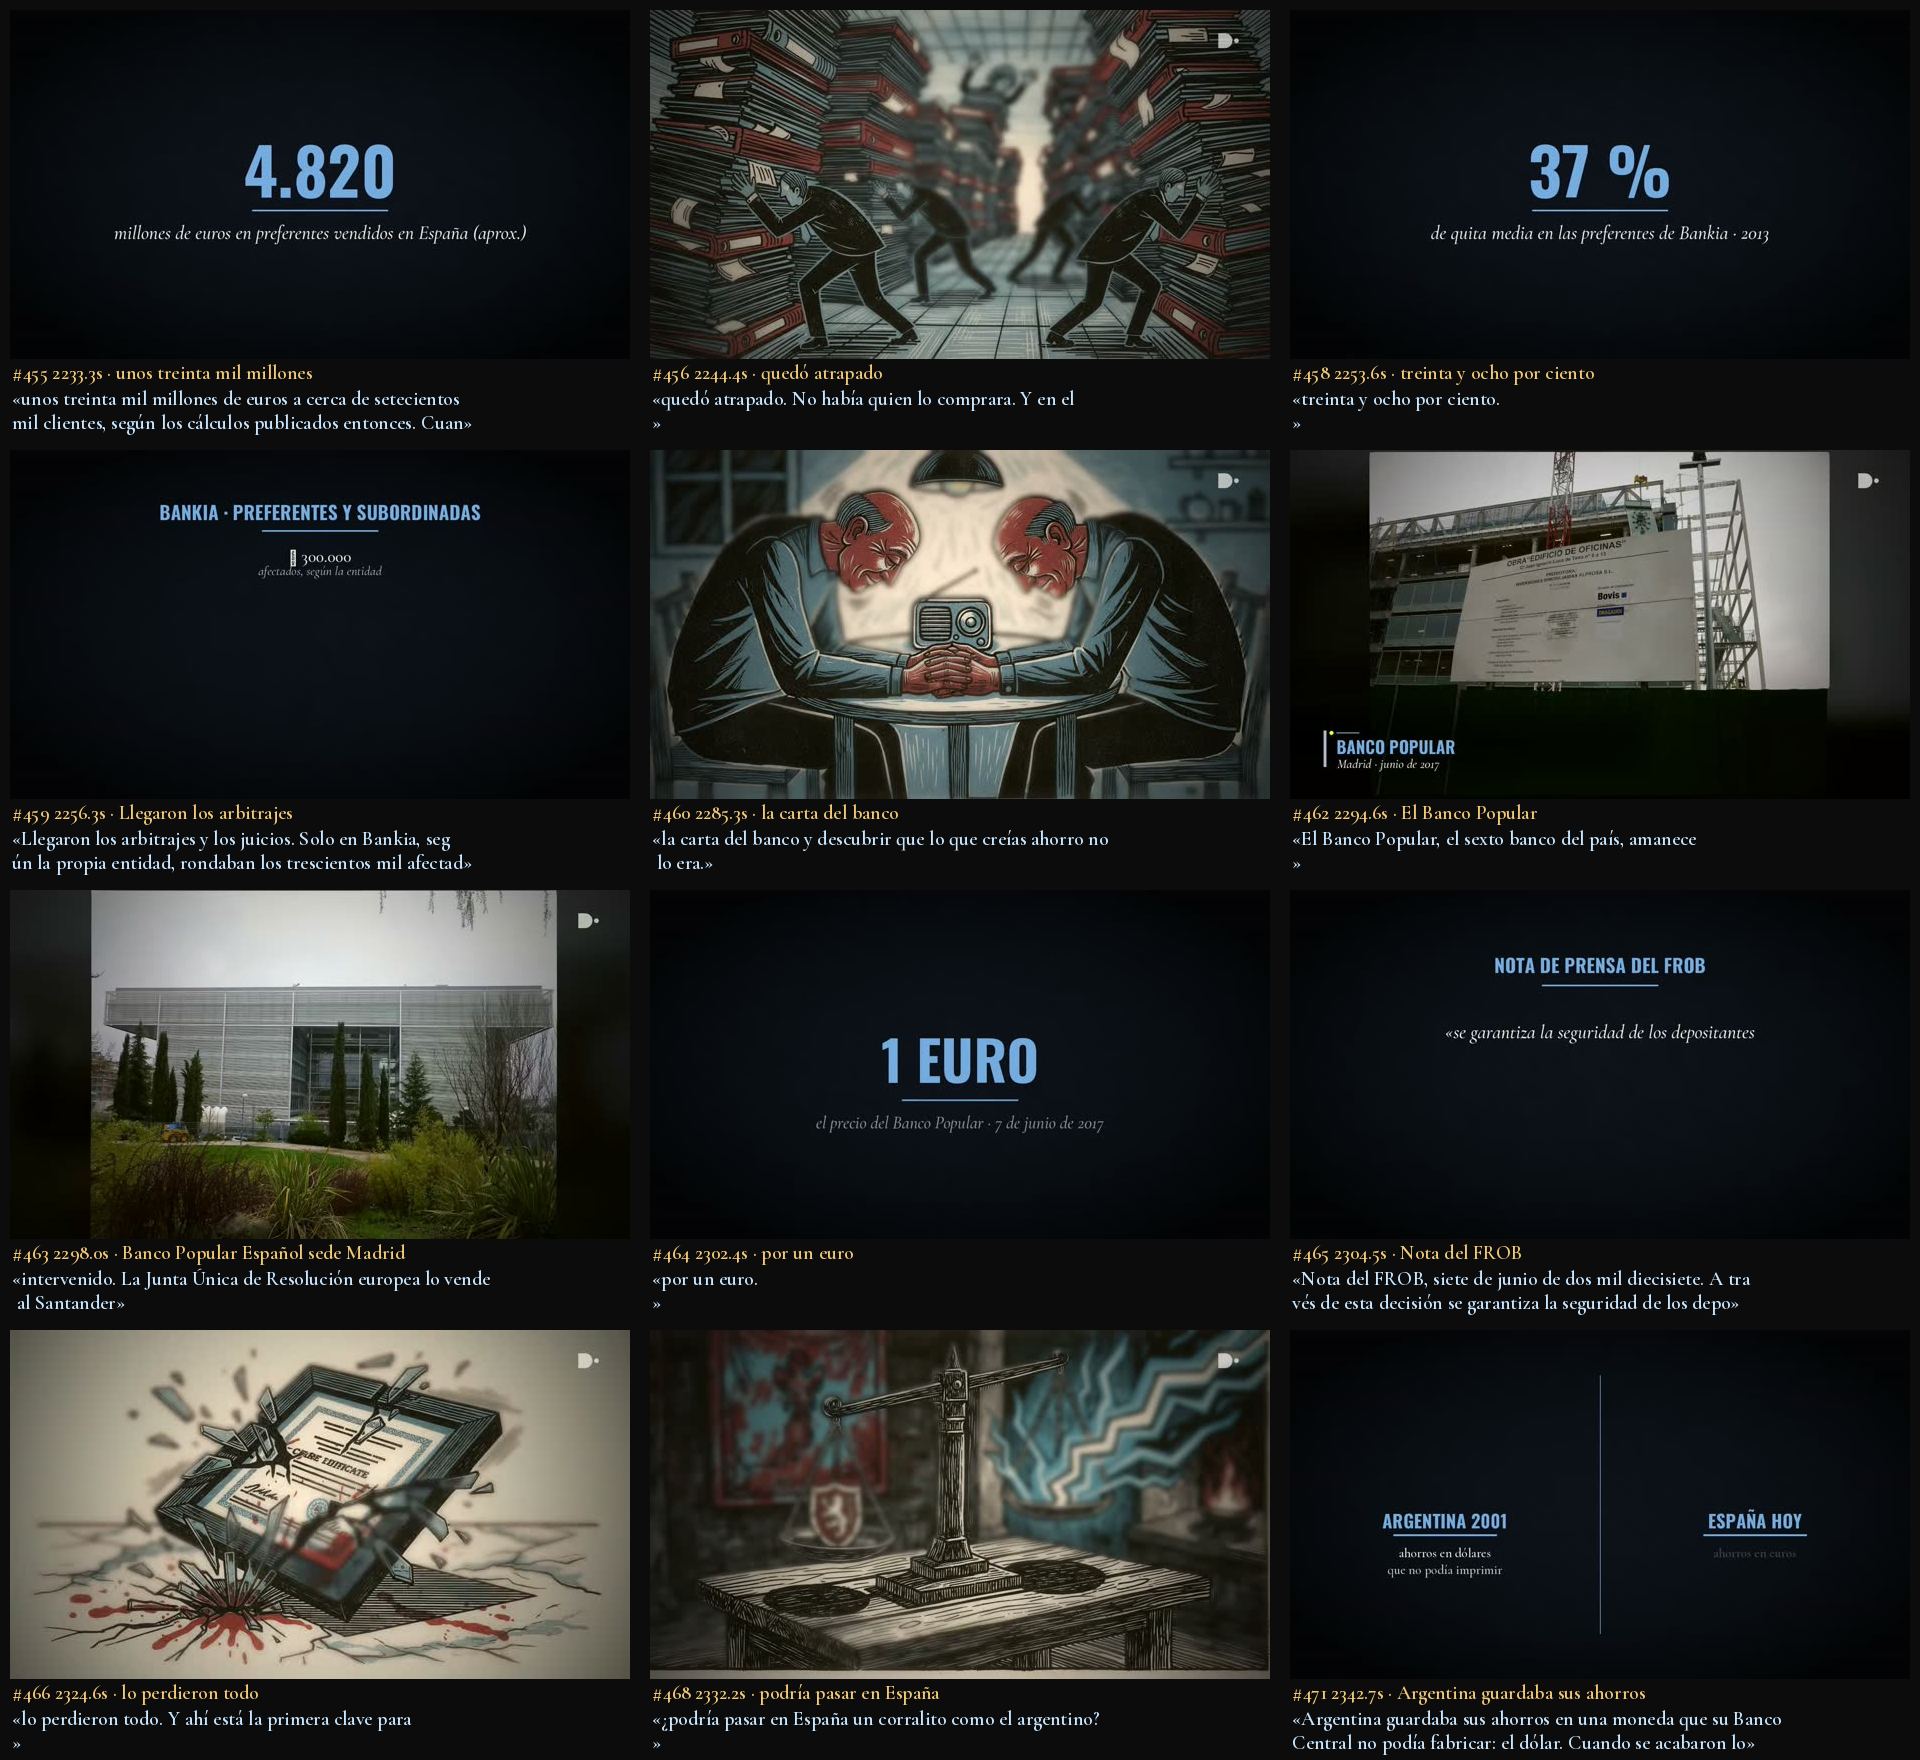 4.820
millones de euros en preferentes vendidos en España (aprox.)
#455 2233.3s · unos treinta mil millones
«unos treinta mil millones de euros a cerca de setecientos
mil clientes, según los cálculos publicados entonces. Cuan»
#456 2244.4s · quedó atrapado
«quedó atrapado. No había quien lo comprara. Y en el
»
37 %
de quita media en las preferentes de Bankia · 2013
#458 2253.6s · treinta y ocho por ciento
«treinta y ocho por ciento.
»
BANKIA · PREFERENTES Y SUBORDINADAS
300.000
afectados, según la entidad
#459 2256.3s · Llegaron los arbitrajes
«Llegaron los arbitrajes y los juicios. Solo en Bankia, seg
ún la propia entidad, rondaban los trescientos mil afectad»
#460 2285.3s · la carta del banco
«la carta del banco y descubrir que lo que creías ahorro no
lo era.»
OBRA "EDIFICIO DE OFICINAS"
Bovis
BANCO POPULAR
Madrid · junio de 2017
#462 2294.6s · El Banco Popular
«El Banco Popular, el sexto banco del país, amanece
»
#463 2298.0s · Banco Popular Español sede Madrid
«intervenido. La Junta Única de Resolución europea lo vende
al Santander»
1 EURO
el precio del Banco Popular · 7 de junio de 2017
#464 2302.4s · por un euro
«por un euro.
»
NOTA DE PRENSA DEL FROB
«se garantiza la seguridad de los depositantes
#465 2304.5s · Nota del FROB
«Nota del FROB, siete de junio de dos mil diecisiete. A tra
vés de esta decisión se garantiza la seguridad de los depo»
#466 2324.6s · lo perdieron todo
«lo perdieron todo. Y ahí está la primera clave para
»
#468 2332.2s · podría pasar en España
«¿podría pasar en España un corralito como el argentino?
»
ARGENTINA 2001
ahorros en dólares
que no podía imprimir
ESPAÑA HOY
ahorros en euros
#471 2342.7s · Argentina guardaba sus ahorros
«Argentina guardaba sus ahorros en una moneda que su Banco
Central no podía fabricar: el dólar. Cuando se acabaron lo»